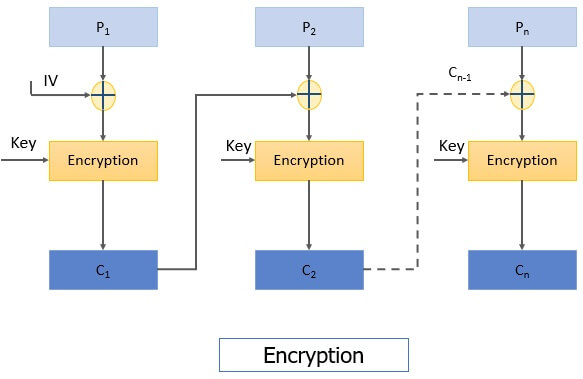 P1
P2
Pn
IV
Cn-1
Key
Key
Key
Encryption
Encryption
Encryption
C1
C2
Cn
Encryption